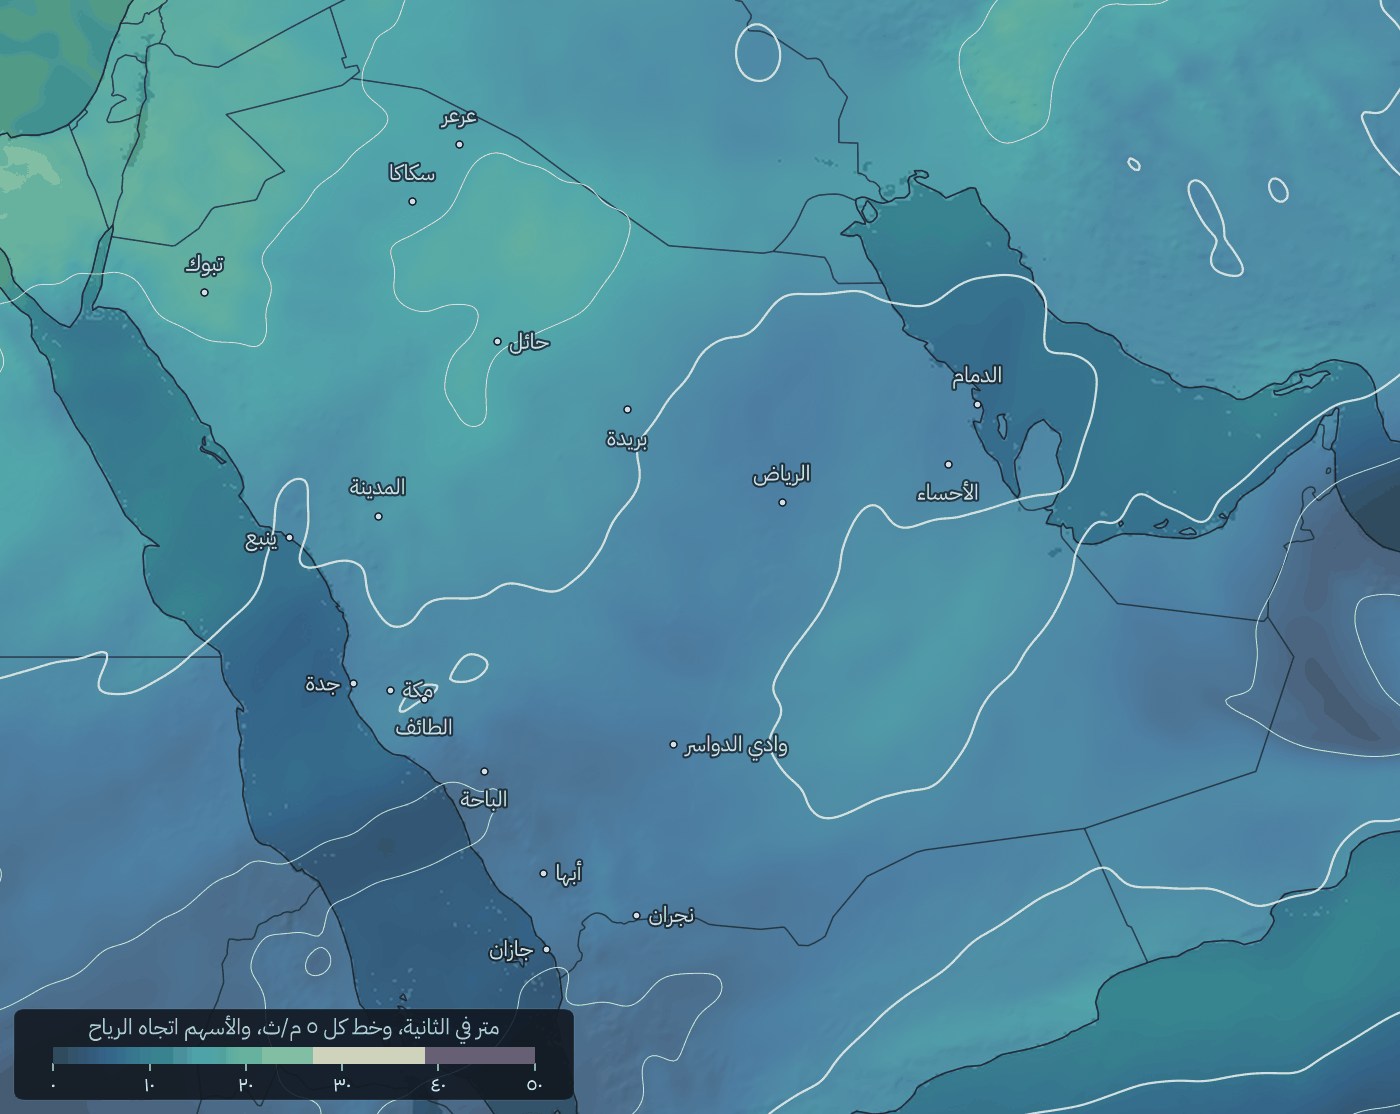 عرعر
سكاكا
تبوك
حائل
الدمام
بريدة
الرياض
المدينة
الأحساء
ينبع
جدة
مكة
الطائف
وادي الدواسر
الباحة
أبها
نجران
جازان
متر في الثانية، وخط كل ٥ م/ث، والأسهم اتجاه الرياح
٠ ١٠ ٢٠ ٣٠ ٤٠ ٥٠